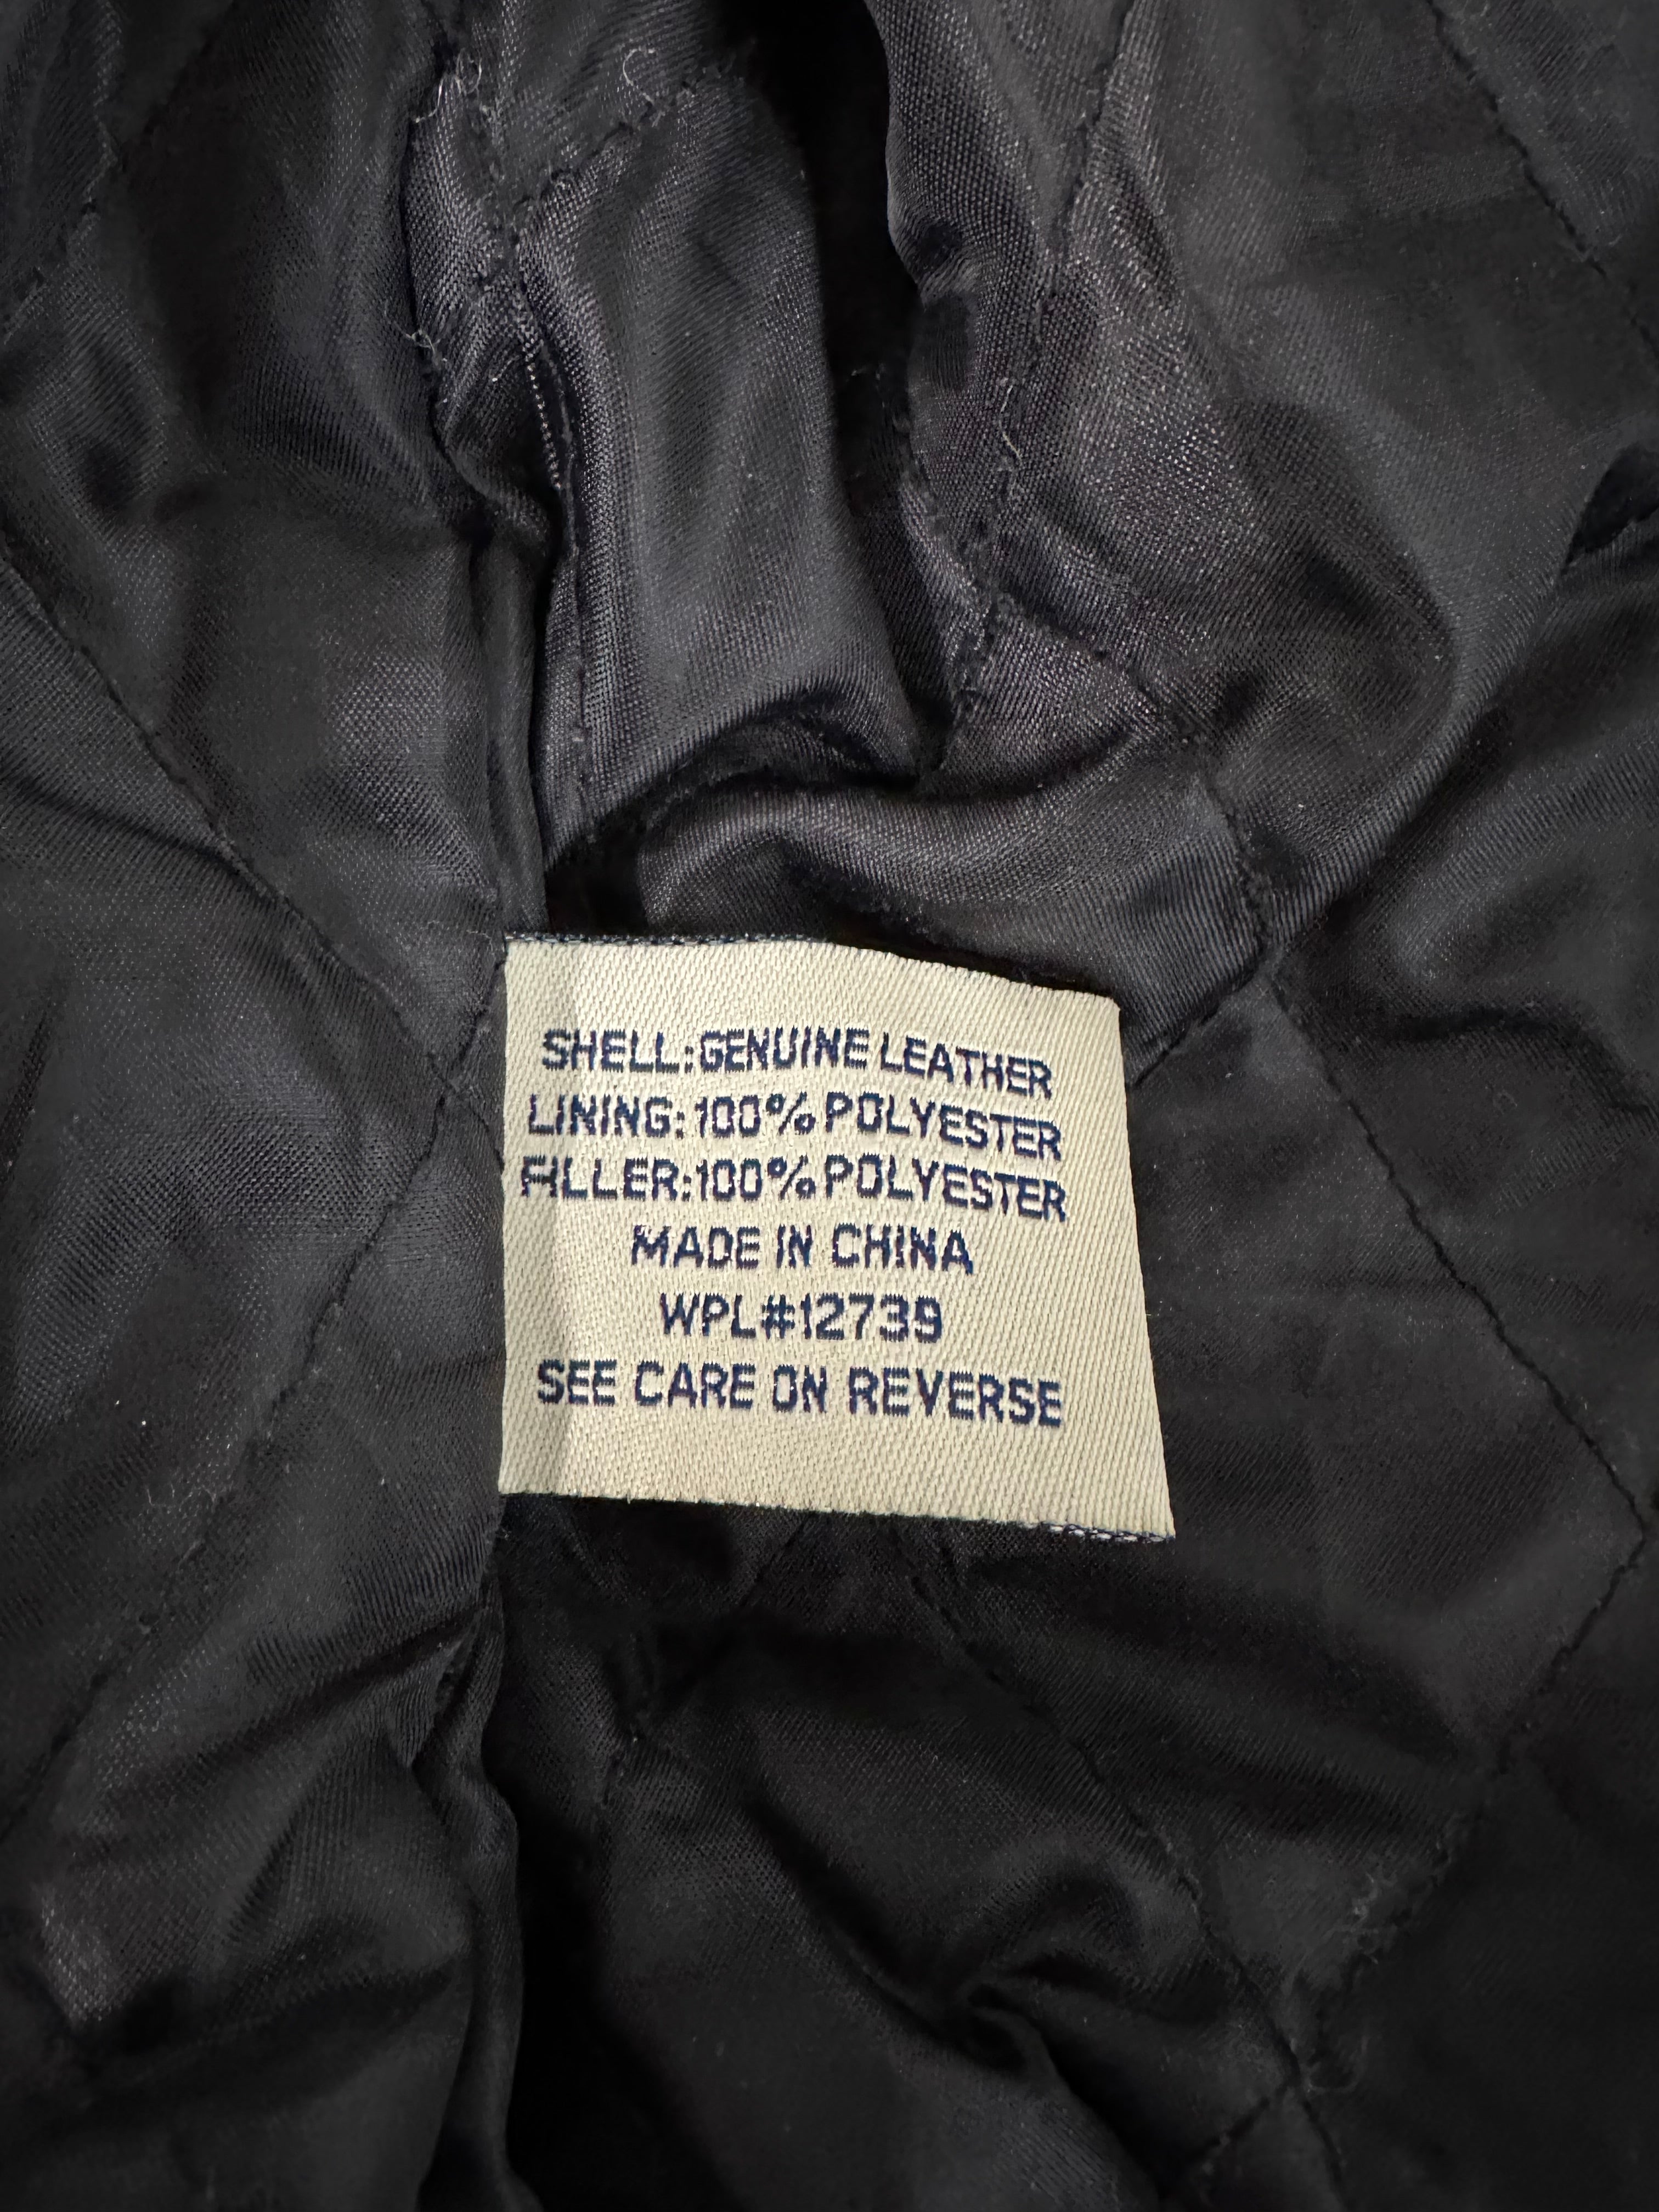 SHELL:GENUINE LEATHER
LINING:100% POLYESTER
FILLER:100% POLYESTER
MADE IN CHINA
WPL#12739
SEE CARE ON REVERSE